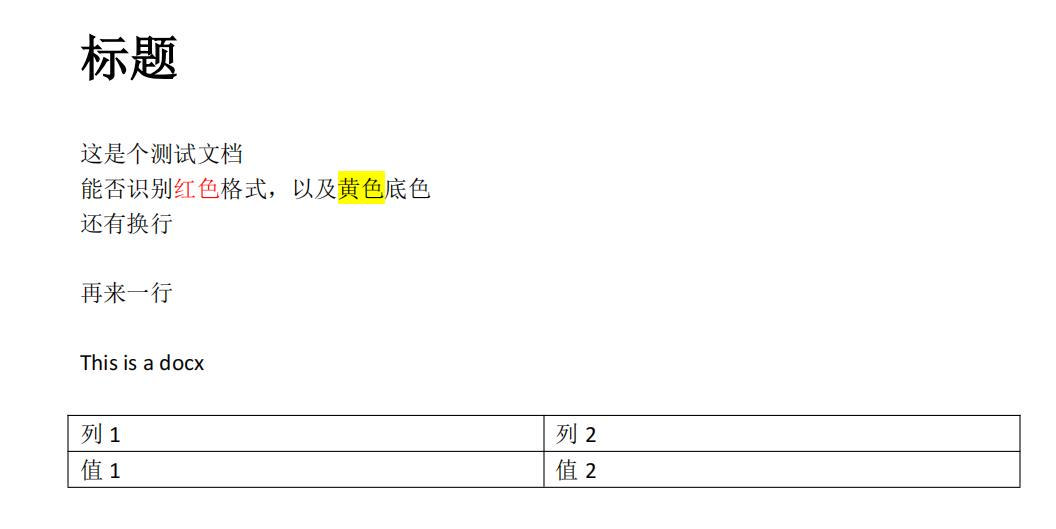 标题
这是个测试文档
能否识别红色格式，以及黄色底色
还有换行
再来一行
This is a docx
列 1 列 2
值 1 值 2